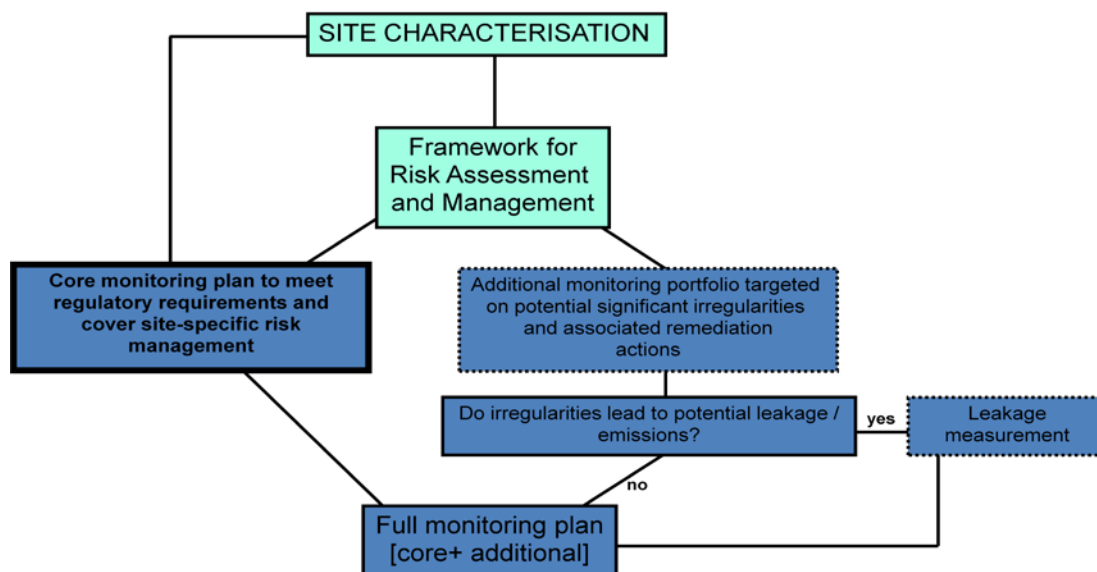 SITE CHARACTERISATION
Framework for
Risk Assessment
and Management
Core monitoring plan to meet
regulatory requirements and
cover site-specific risk
management
Additional monitoring portfolio targeted
on potential significant irregularities
and associated remediation
actions
Do irregularities lead to potential leakage /
emissions?
yes
Leakage
measurement
no
Full monitoring plan
[core+ additional]